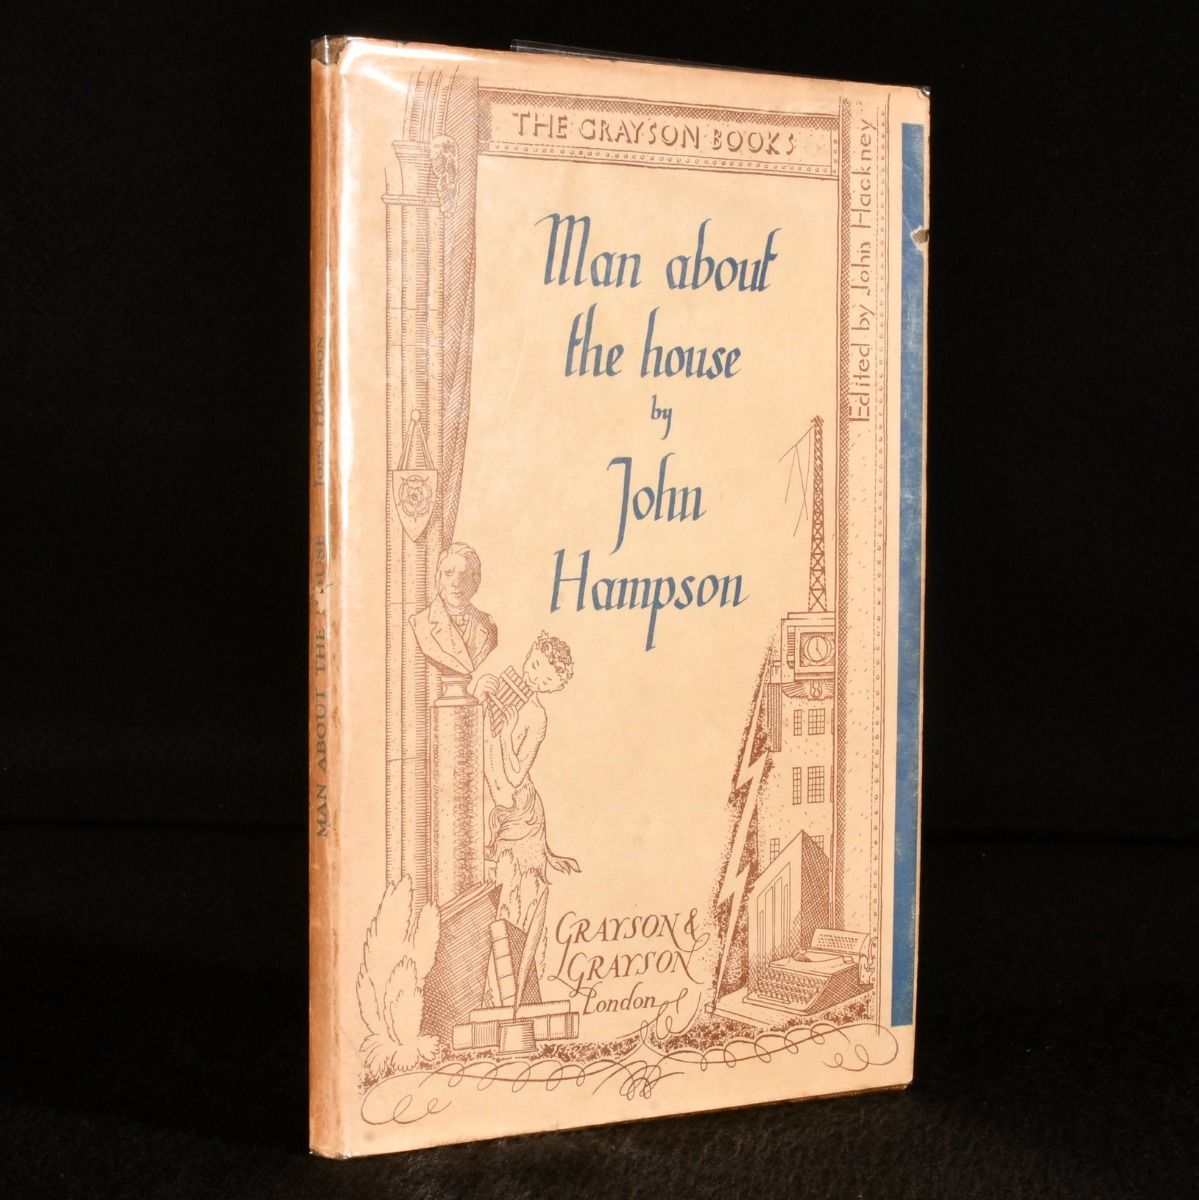 THE GRAYSON BOOKS
Edited by John Hackney
Man about
the house
by
John
Hampson
GRAYSON &
GRAYSON
London
MAN ABOUT THE HOUSE JOHN HAMPSON